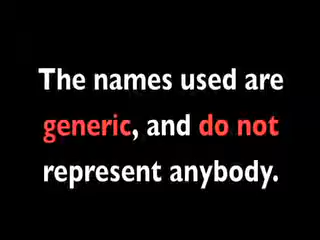 The names used are
generic, and do not
represent anybody.